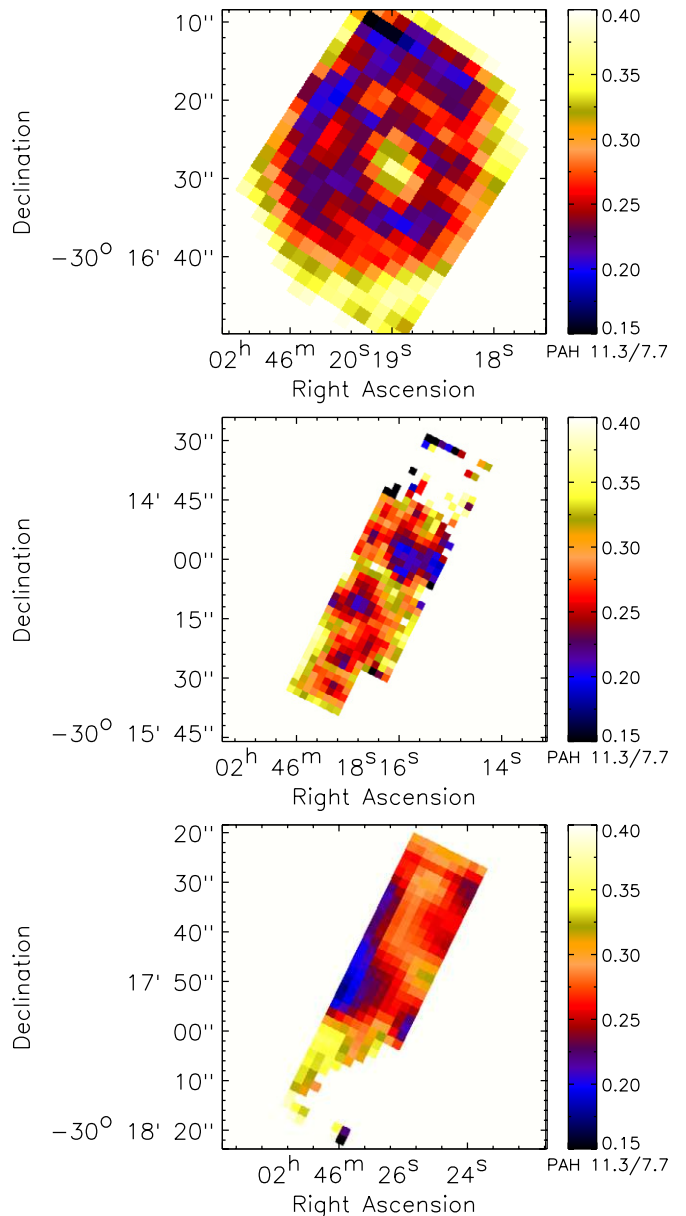 10" 0.40
0.35
20"
0.30
30" 0.25
Declination
0.20
−30° 16' 40"
0.15
02ʰ 46ᵐ 20ˢ19ˢ 18ˢ PAH 11.3/7.7
Right Ascension
30" 0.40
0.35
14' 45"
0.30
00"
0.25
15"
Declination
0.20
30"
−30° 15' 45" 0.15
02ʰ 46ᵐ 18ˢ16ˢ 14ˢ PAH 11.3/7.7
Right Ascension
20" 0.40
30" 0.35
40" 0.30
17' 50"
0.25
00"
Declination
10" 0.20
−30° 18' 20" 0.15
02ʰ 46ᵐ 26ˢ 24ˢ PAH 11.3/7.7
Right Ascension